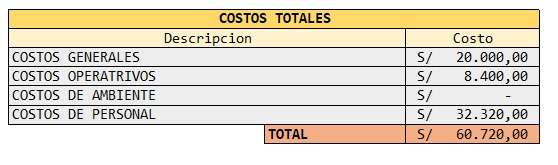 COSTOS TOTALES
Descripcion Costo
COSTOS GENERALES S/ 20.000,00
COSTOS OPERATRIVOS S/ 8.400,00
COSTOS DE AMBIENTE S/ -
COSTOS DE PERSONAL S/ 32.320,00
TOTAL S/ 60.720,00